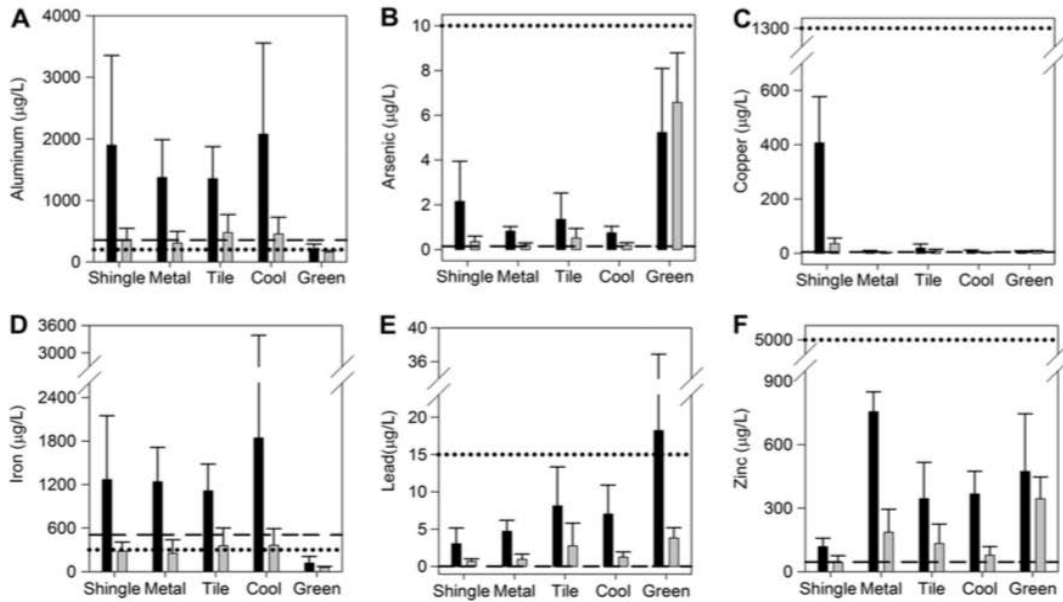 A
Aluminum (µg/L)
4000
3000
2000
1000
0
Shingle Metal Tile Cool Green
B
Arsenic (µg/L)
10
8
6
4
2
0
Shingle Metal Tile Cool Green
C
Copper (µg/L)
1300
600
400
200
0
Shingle Metal Tile Cool Green
D
Iron (µg/L)
3600
3000
2400
1800
1200
600
0
Shingle Metal Tile Cool Green
E
Lead(µg/L)
40
36
20
15
10
5
0
Shingle Metal Tile Cool Green
F
Zinc (µg/L)
5000
900
600
300
0
Shingle Metal Tile Cool Green